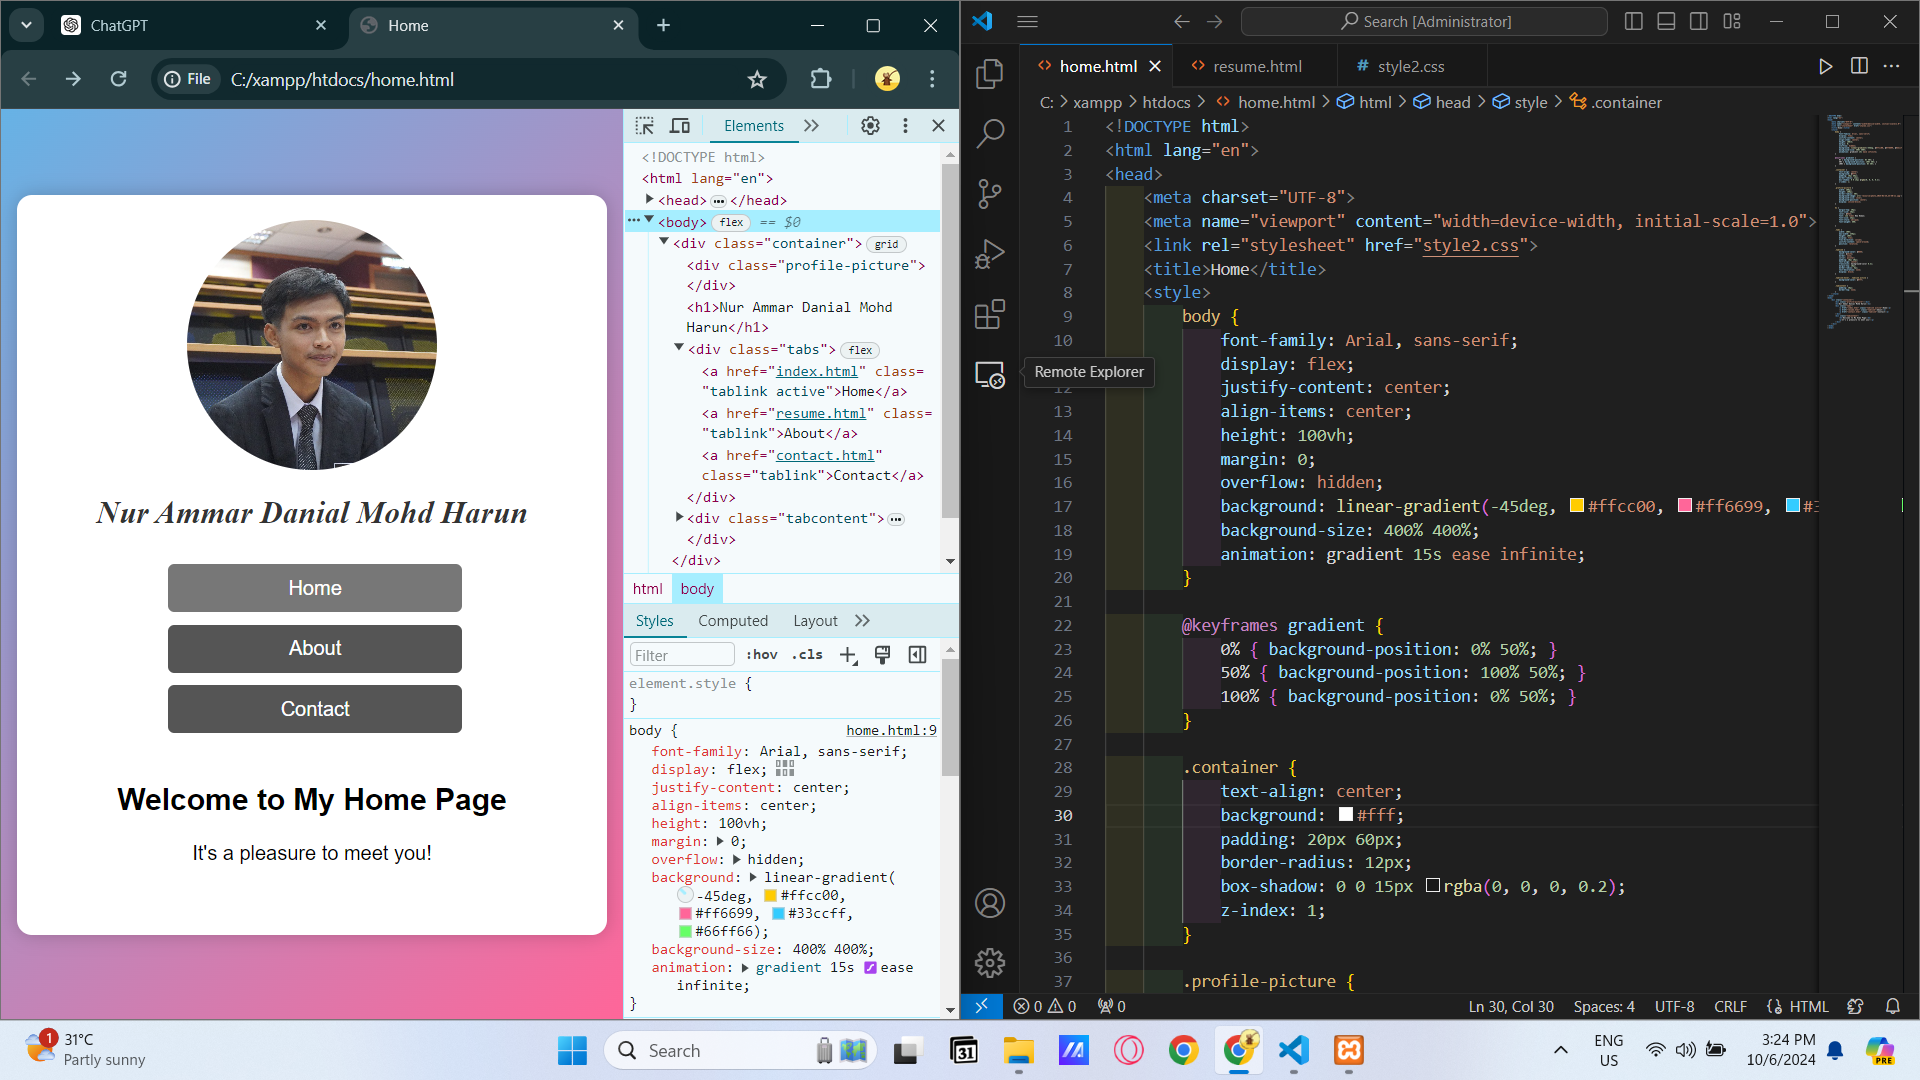 ChatGPT
Home
File
C:/xampp/htdocs/home.html
Nur Ammar Danial Mohd Harun
Home
About
Contact
Welcome to My Home Page
It's a pleasure to meet you!
Elements
<!DOCTYPE html>
<html lang="en">
<head> ... </head>
... <body> flex == $0
<div class="container"> grid
<div class="profile-picture">
</div>
<h1>Nur Ammar Danial Mohd
Harun</h1>
<div class="tabs"> flex
<a href="index.html" class=
"tablink active">Home</a>
<a href="resume.html" class=
"tablink">About</a>
<a href="contact.html"
class="tablink">Contact</a>
</div>
<div class="tabcontent"> ...
</div>
</div>
html body
Styles Computed Layout
Filter :hov .cls
element.style {
}
body { home.html:9
font-family: Arial, sans-serif;
display: flex;
justify-content: center;
align-items: center;
height: 100vh;
margin: 0;
overflow: hidden;
background: linear-gradient(
-45deg, #ffcc00,
#ff6699, #33ccff,
#66ff66);
background-size: 400% 400%;
animation: gradient 15s ease
infinite;
}
Search [Administrator]
home.html
resume.html
# style2.css
C: > xampp > htdocs > home.html > html > head > style > .container
Remote Explorer
1 <!DOCTYPE html>
2 <html lang="en">
3 <head>
4 <meta charset="UTF-8">
5 <meta name="viewport" content="width=device-width, initial-scale=1.0">
6 <link rel="stylesheet" href="style2.css">
7 <title>Home</title>
8 <style>
9 body {
10 font-family: Arial, sans-serif;
display: flex;
12 justify-content: center;
13 align-items: center;
14 height: 100vh;
15 margin: 0;
16 overflow: hidden;
17 background: linear-gradient(-45deg, #ffcc00, #ff6699, #3
18 background-size: 400% 400%;
19 animation: gradient 15s ease infinite;
20 }
21
22 @keyframes gradient {
23 0% { background-position: 0% 50%; }
24 50% { background-position: 100% 50%; }
25 100% { background-position: 0% 50%; }
26 }
27
28 .container {
29 text-align: center;
30 background: #fff;
31 padding: 20px 60px;
32 border-radius: 12px;
33 box-shadow: 0 0 15px rgba(0, 0, 0, 0.2);
34 z-index: 1;
35 }
36
37 .profile-picture {
0 0 0
Ln 30, Col 30 Spaces: 4 UTF-8 CRLF HTML
1
31°C
Partly sunny
Search
31
ENG
US
3:24 PM
10/6/2024
PRE